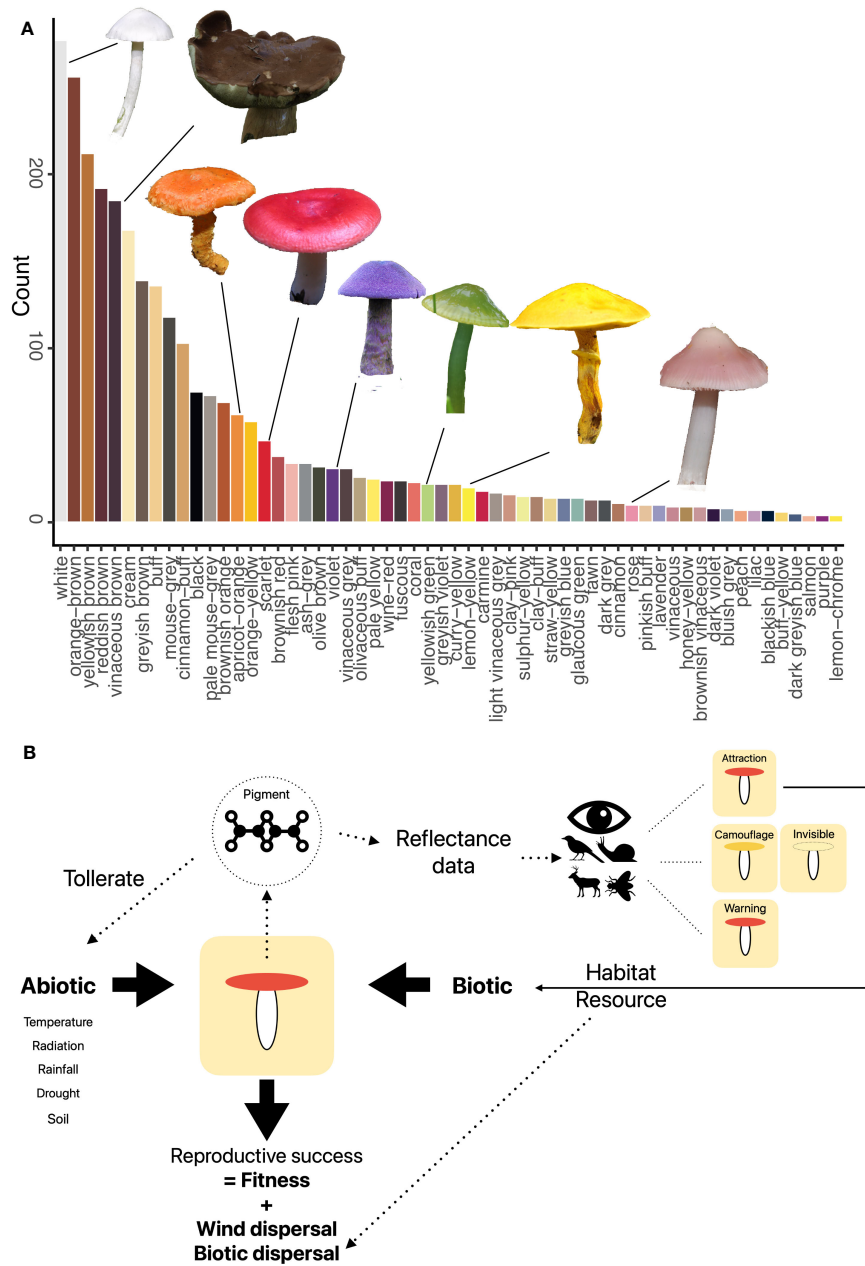 A
Count
200
100
0
white
orange–brown
yellowish brown
reddish brown
vinaceous brown
cream
greyish brown
buff
mouse–grey
cinnamon–buff
black
pale mouse–grey
brownish orange
apricot–orange
orange–yellow
scarlet
brownish red
flesh pink
ash–grey
olive brown
violet
vinaceous grey
olivaceous buff
pale yellow
wine–red
fuscous
coral
yellowish green
greyish violet
curry–yellow
lemon–yellow
carmine
light vinaceous grey
clay–pink
sulphur–yellow
clay–buff
straw–yellow
greyish blue
glaucous green
fawn
dark grey
cinnamon
rose
pinkish buff
lavender
vinaceous
honey–yellow
brownish vinaceous
dark violet
bluish grey
peach
lilac
blackish blue
buff–yellow
dark greyish blue
salmon
purple
lemon–chrome
B
Pigment
Reflectance
data
Attraction
Camouflage
Invisible
Warning
Tollerate
Abiotic
Temperature
Radiation
Rainfall
Drought
Soil
Biotic
Habitat
Resource
Reproductive success
= Fitness
+
Wind dispersal
Biotic dispersal